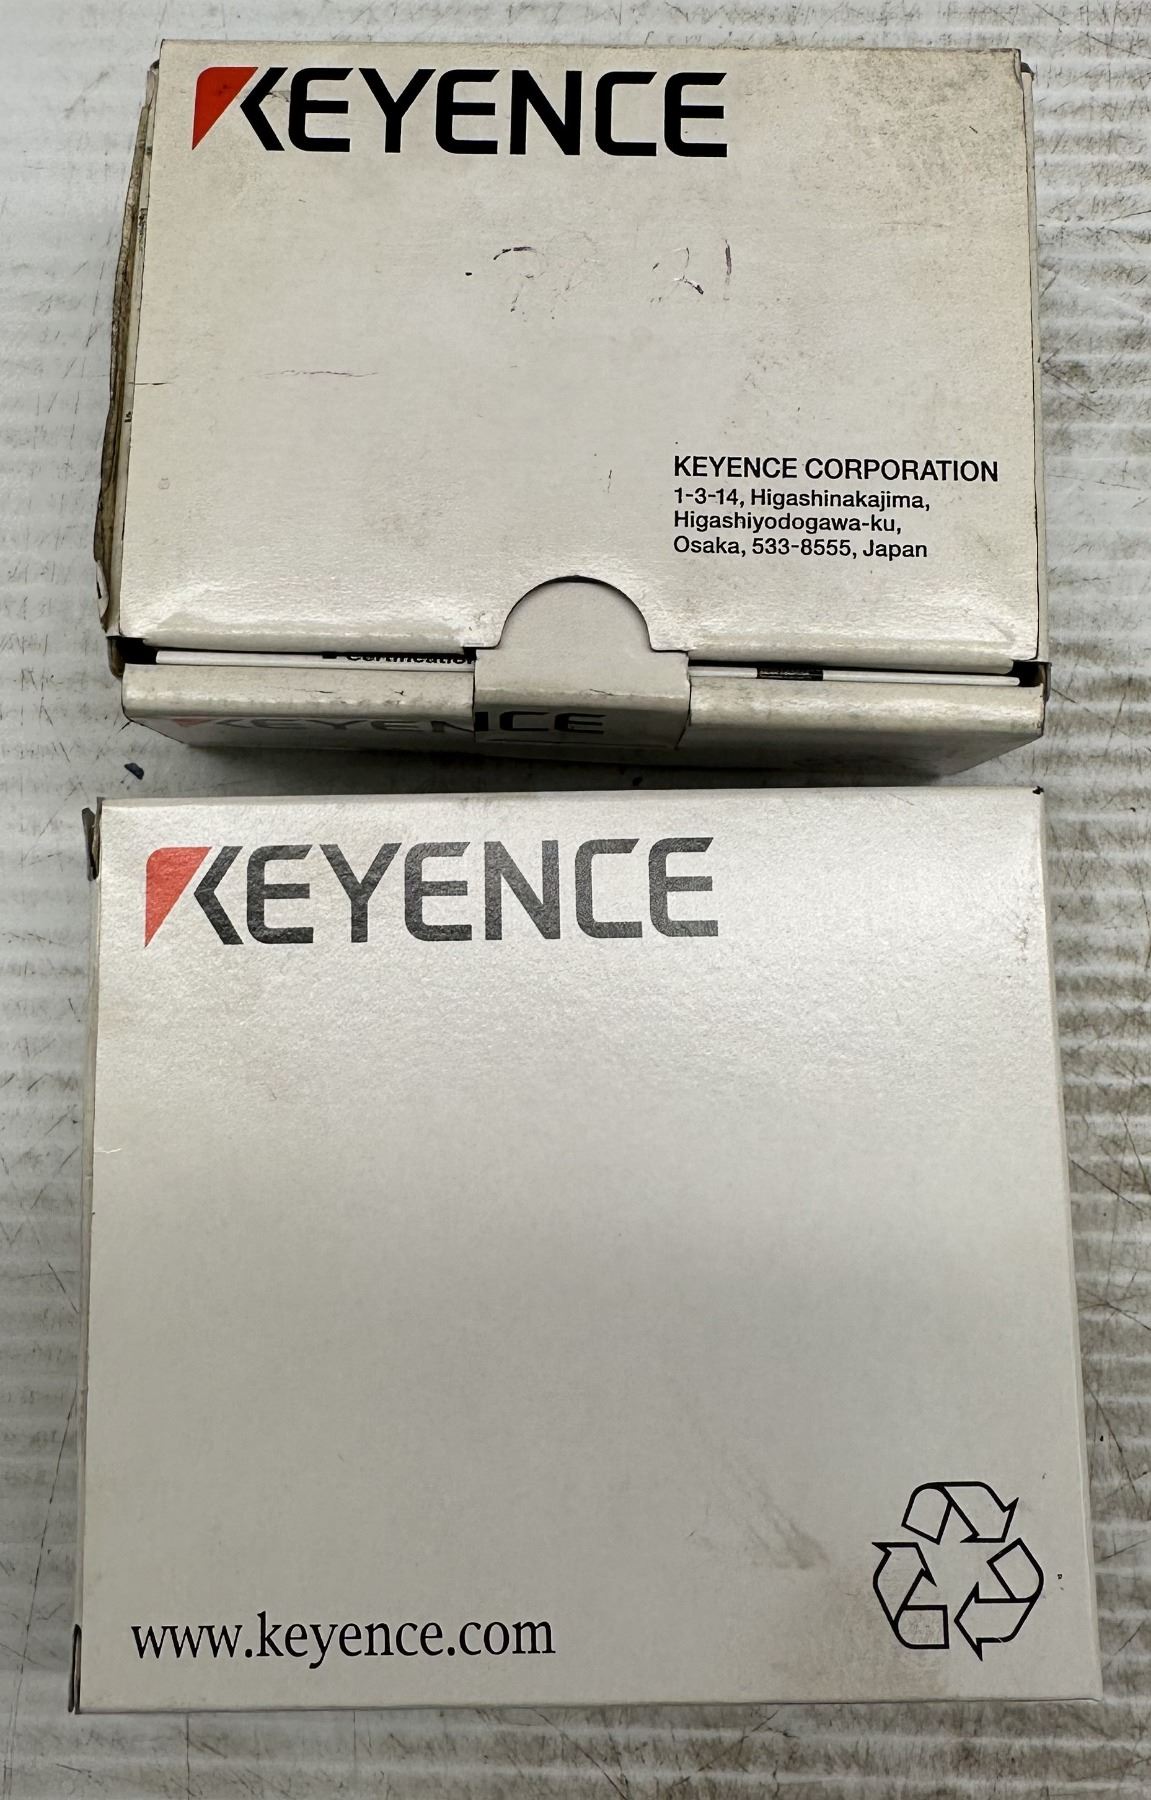 KEYENCE
KEYENCE CORPORATION
1-3-14, Higashinakajima,
Higashiyodogawa-ku,
Osaka, 533-8555, Japan
KEYENCE
KEYENCE
www.keyence.com